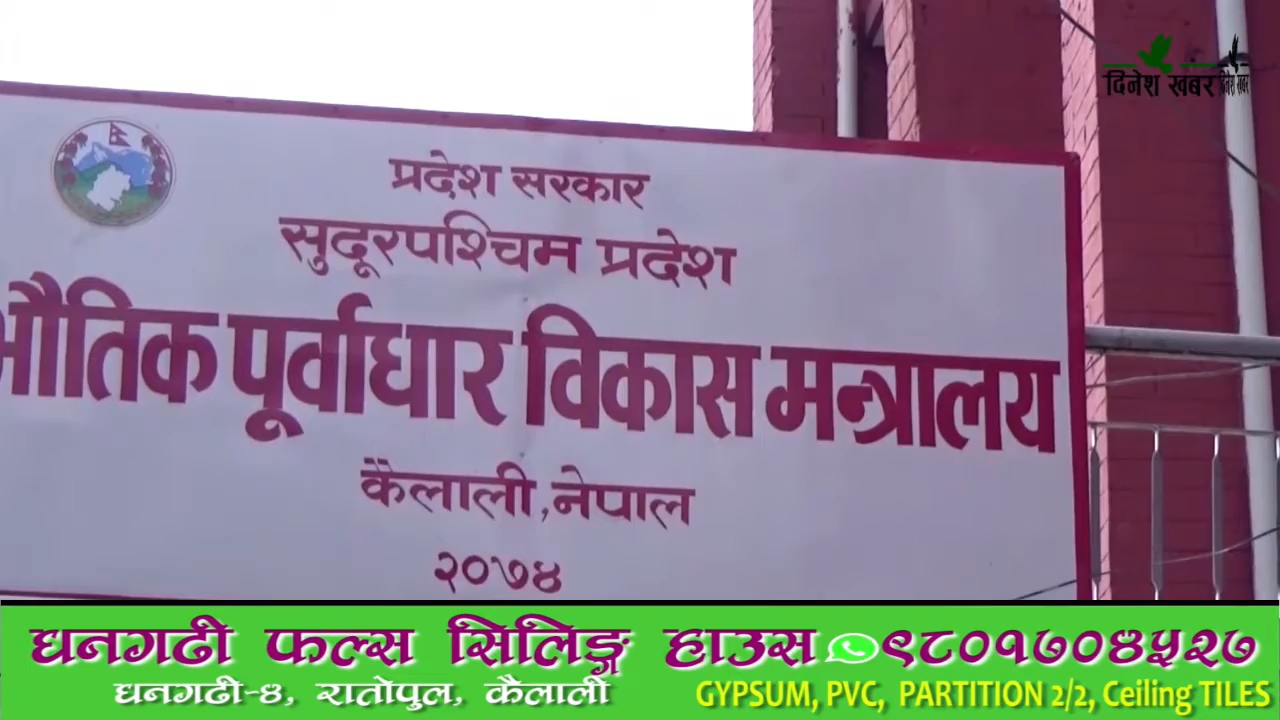 दिनेश खबर दिनेश खबर
प्रदेश सरकार
सुदूरपश्चिम प्रदेश
भौतिक पूर्वाधार विकास मन्त्रालय
कैलाली,नेपाल
२०७४
धनगढी फल्स सिलिङ्ग हाउस ९८०१७०४५२७
धनगढी-४, रातोपुल, कैलाली
GYPSUM, PVC, PARTITION 2/2, Ceiling TILES